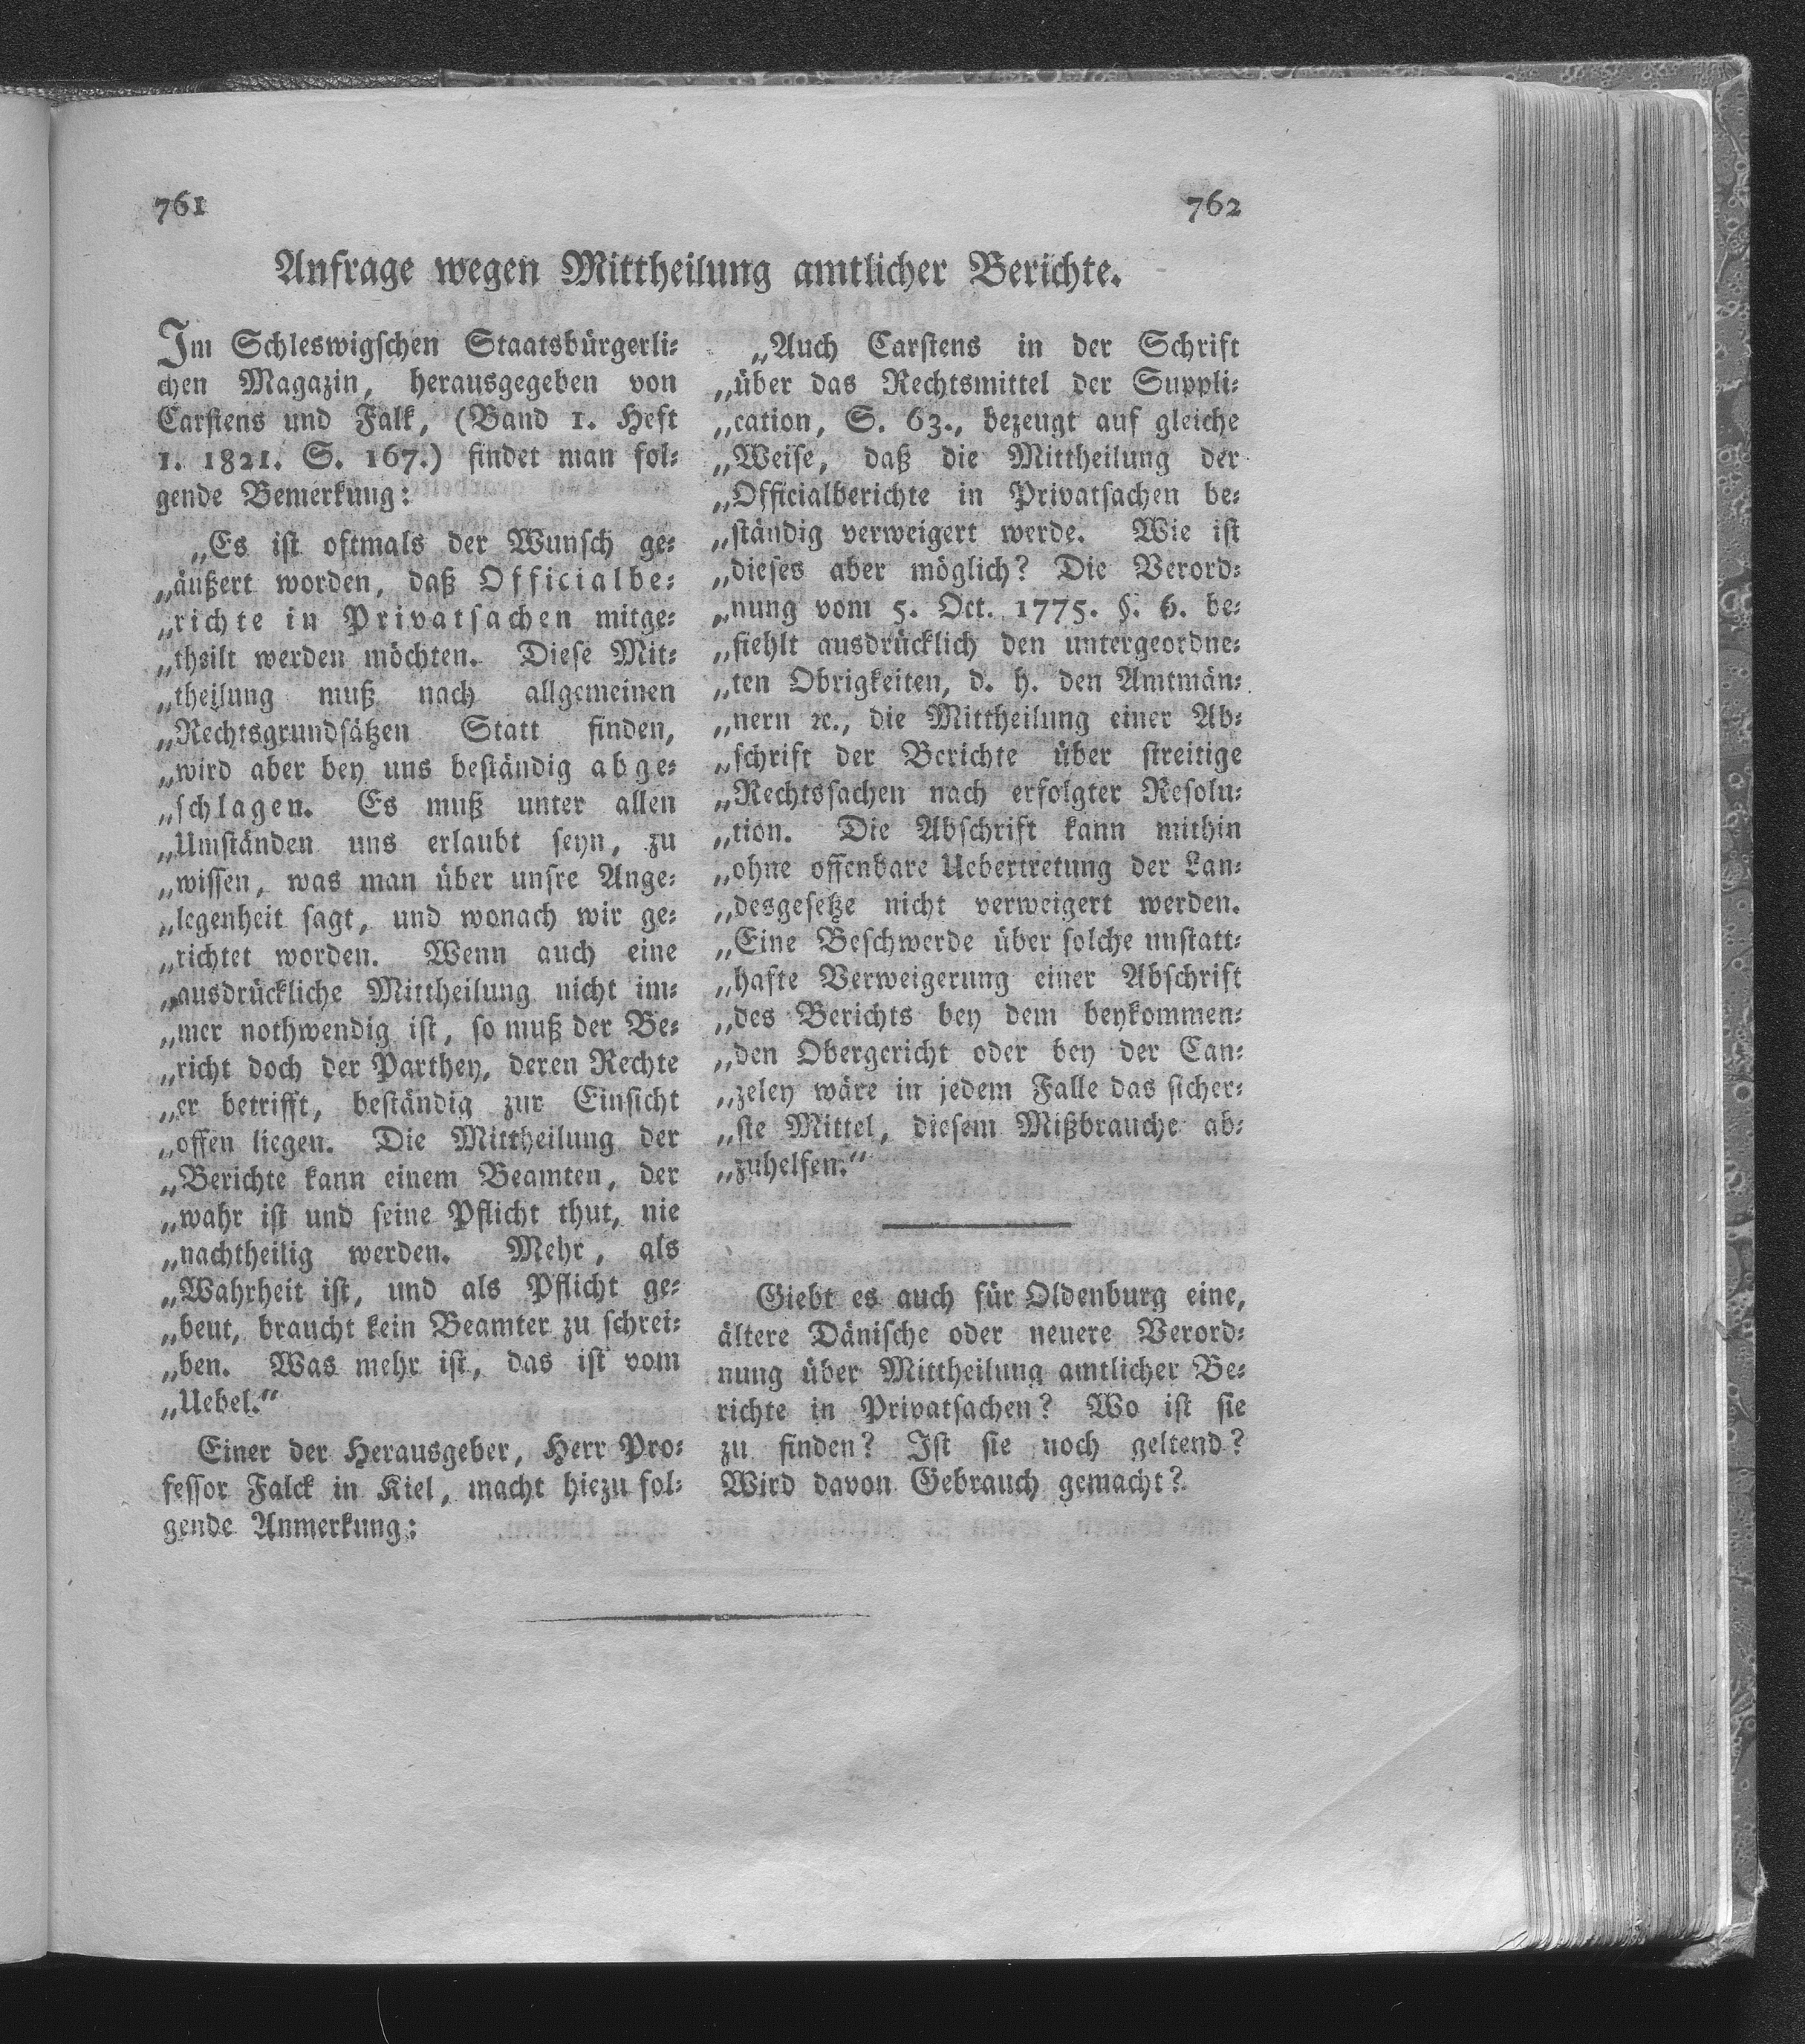 761
762
Anfrage wegen Mittheilung amtlicher Berichte.
Im Schleswigschen Staatsbürgerli-
chen Magazin, herausgegeben von
Carstens und Falk, (Band 1. Heft
1. 1821. S. 167.) findet man fol-
gende Bemerkung:
„Es ist oftmals der Wunsch ge-
„äußert worden, daß Officialbe-
„richte in Privatsachen mitge-
„theilt werden möchten. Diese Mit-
„theilung muß nach allgemeinen
„Rechtsgrundsätzen Statt finden,
„wird aber bey uns beständig abge-
„schlagen. Es muß unter allen
„Umständen uns erlaubt seyn, zu
„wissen, was man über unsre Ange-
„legenheit sagt, und wonach wir ge-
„richtet worden. Wenn auch eine
„ausdrückliche Mittheilung nicht im-
„mer nothwendig ist, so muß der Be-
„richt doch der Parthey, deren Rechte
„er betrifft, beständig zur Einsicht
„offen liegen. Die Mittheilung der
„Berichte kann einem Beamten, der
„wahr ist und seine Pflicht thut, nie
„nachtheilig werden. Mehr, als
„Wahrheit ist, und als Pflicht ge-
„beut, braucht kein Beamter zu schrei-
„ben. Was mehr ist, das ist vom
„Uebel.“
Einer der Herausgeber, Herr Pro-
fessor Falck in Kiel, macht hiezu fol-
gende Anmerkung:
„Auch Carstens in der Schrift
„über das Rechtsmittel der Suppli-
„cation, S. 63., bezeugt auf gleiche
„Weise, daß die Mittheilung der
„Officialberichte in Privatsachen be-
„ständig verweigert werde. Wie ist
„dieses aber möglich? Die Verord-
„nung vom 5. Oct. 1775. §. 6. be-
„fiehlt ausdrücklich den untergeordne-
„ten Obrigkeiten, d. h. den Amtmän-
„nern ꝛc., die Mittheilung einer Ab-
„schrift der Berichte über streitige
„Rechtssachen nach erfolgter Resolu-
„tion. Die Abschrift kann mithin
„ohne offenbare Uebertretung der Lan-
„desgesetze nicht verweigert werden.
„Eine Beschwerde über solche unstatt-
„hafte Verweigerung einer Abschrift
„des Berichts bey dem beykommen-
„den Obergericht oder bey der Can-
„zeley wäre in jedem Falle das sicher-
„ste Mittel, diesem Mißbrauche ab-
„zuhelfen.“
Giebt es auch für Oldenburg eine,
ältere Dänische oder neuere Verord-
nung über Mittheilung amtlicher Be-
richte in Privatsachen? Wo ist sie
zu finden? Ist sie noch geltend?
Wird davon Gebrauch gemacht?